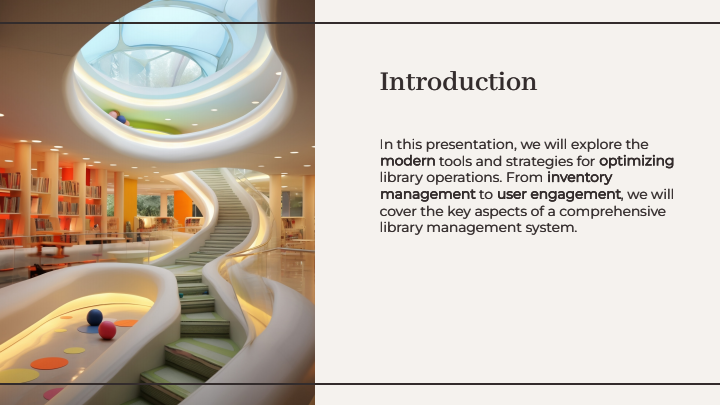 Introduction
In this presentation, we will explore the
modern tools and strategies for optimizing
library operations. From inventory
management to user engagement, we will
cover the key aspects of a comprehensive
library management system.